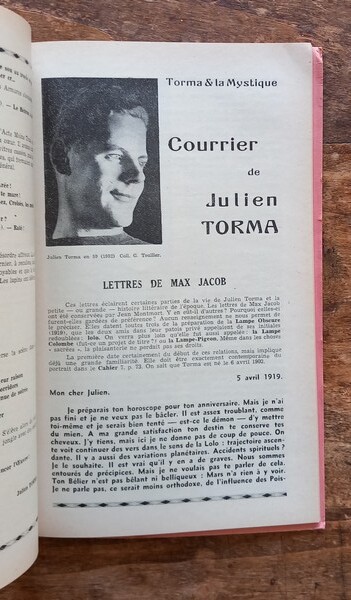 Torma & la Mystique
Courrier
de
Julien
TORMA
Julien Torma en 59 (1932) Coll. G. Touiller.
LETTRES DE MAX JACOB
Ces lettres éclairent certaines parties de la vie de Julien Torma et la
petite — ou grande — histoire littéraire de l'époque. Les lettres de Max Jacob
ont été conservées par Jean Montmort. Y en eut-il d'autres? Pourquoi celles-ci
furent-elles gardées de préférence? Aucun renseignement ne nous permet de
le préciser. Elles datent toutes trois de la préparation de la Lampe Obscure
(1919), que les deux amis dans leur patois privé appelaient de ses initiales
redoublées : lolo. On verra plus loin qu'elle fut aussi appelée : la lampe
Colombe (fut-ce un projet de titre?) ou la Lampe-Pigeon. Même dans les choses
« sacrées », la plaisanterie ne perdait pas ses droits.
La première date certainement du début de ces relations, mais implique
déjà une grande familiarité. Elle doit être exactement contemporaine du
portrait dans le Cahier 7, p. 73. On sait que Torma est né le 6 avril 1902.
5 avril 1919.
Mon cher Julien,
Je préparais ton horoscope pour ton anniversaire. Mais je n'ai
pas fini et je ne veux pas le bâcler. Il est assez troublant, comme
toi-même et je serais bien tenté — est-ce le démon — d'y mettre
du mien. A ma grande satisfaction ton destin te conserve tes
cheveux. J'y tiens, mais ici je ne donne pas de coup de pouce. On
te voit continuer des vers dans le sens de la Lolo : trajectoire ascen-
ante. Il y a aussi des variations planétaires. Accidents spirituels?
Je le souhaite. Il est vrai qu'il y en a de graves. Nous sommes
entourés de précipices. Mais je ne voulais pas te parler de cela.
Ton Bélier n'est pas bêlant ni belliqueux : Mars n'a rien à y voir.
Je ne parle pas, ce serait moins orthodoxe, de l'influence des Pois-